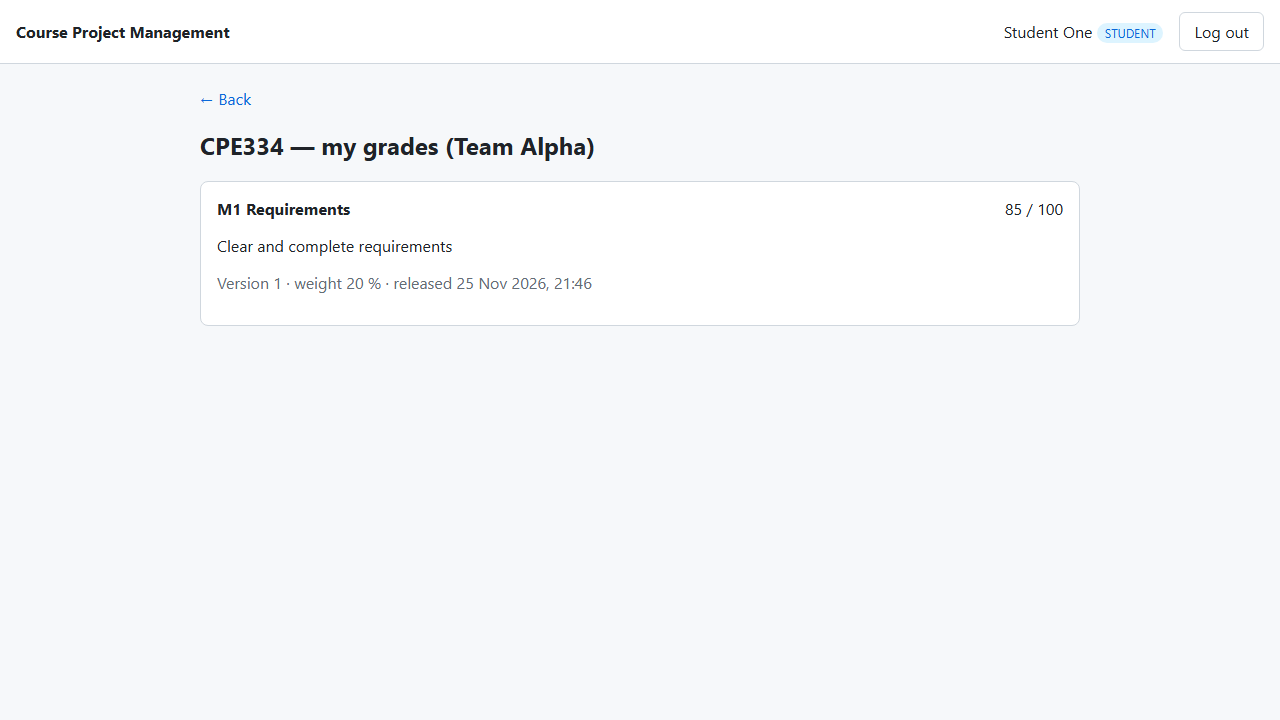 Course Project Management
Student One STUDENT
Log out
← Back
CPE334 — my grades (Team Alpha)
M1 Requirements
85 / 100
Clear and complete requirements
Version 1 · weight 20 % · released 25 Nov 2026, 21:46